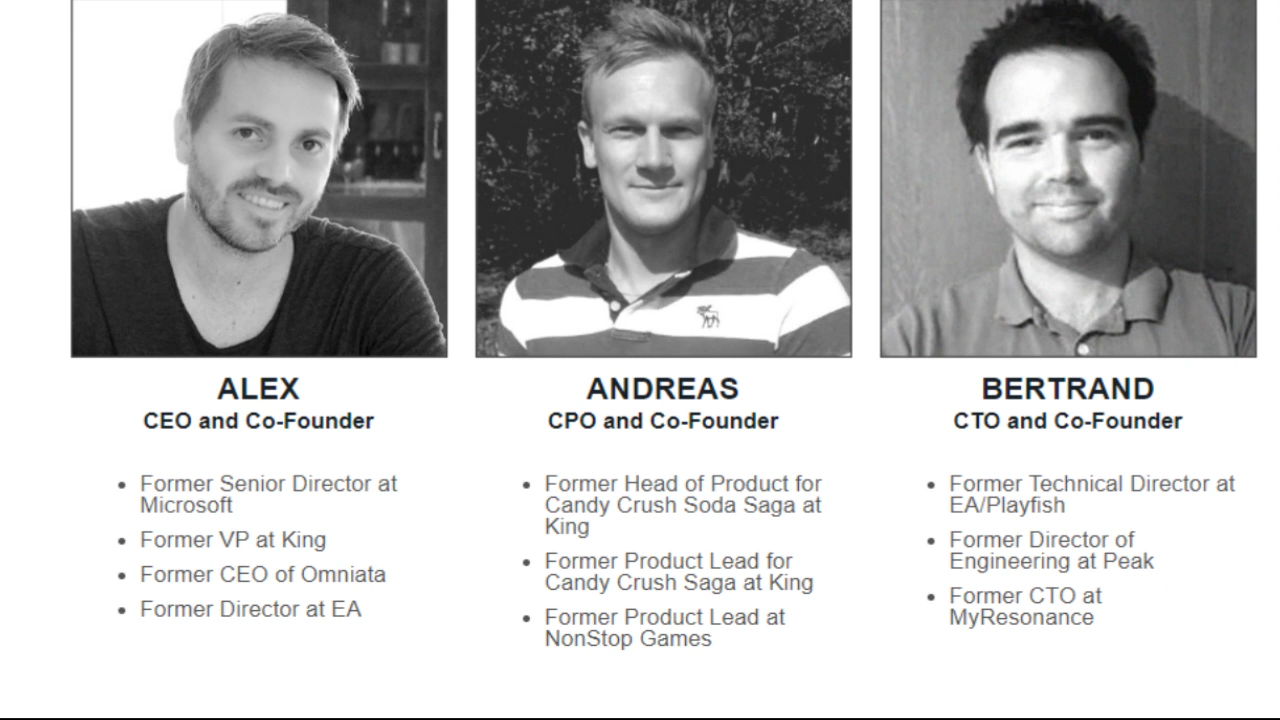 ALEX
CEO and Co-Founder
• Former Senior Director at
Microsoft
• Former VP at King
• Former CEO of Omniata
• Former Director at EA
ANDREAS
CPO and Co-Founder
• Former Head of Product for
Candy Crush Soda Saga at
King
• Former Product Lead for
Candy Crush Saga at King
• Former Product Lead at
NonStop Games
BERTRAND
CTO and Co-Founder
• Former Technical Director at
EA/Playfish
• Former Director of
Engineering at Peak
• Former CTO at
MyResonance